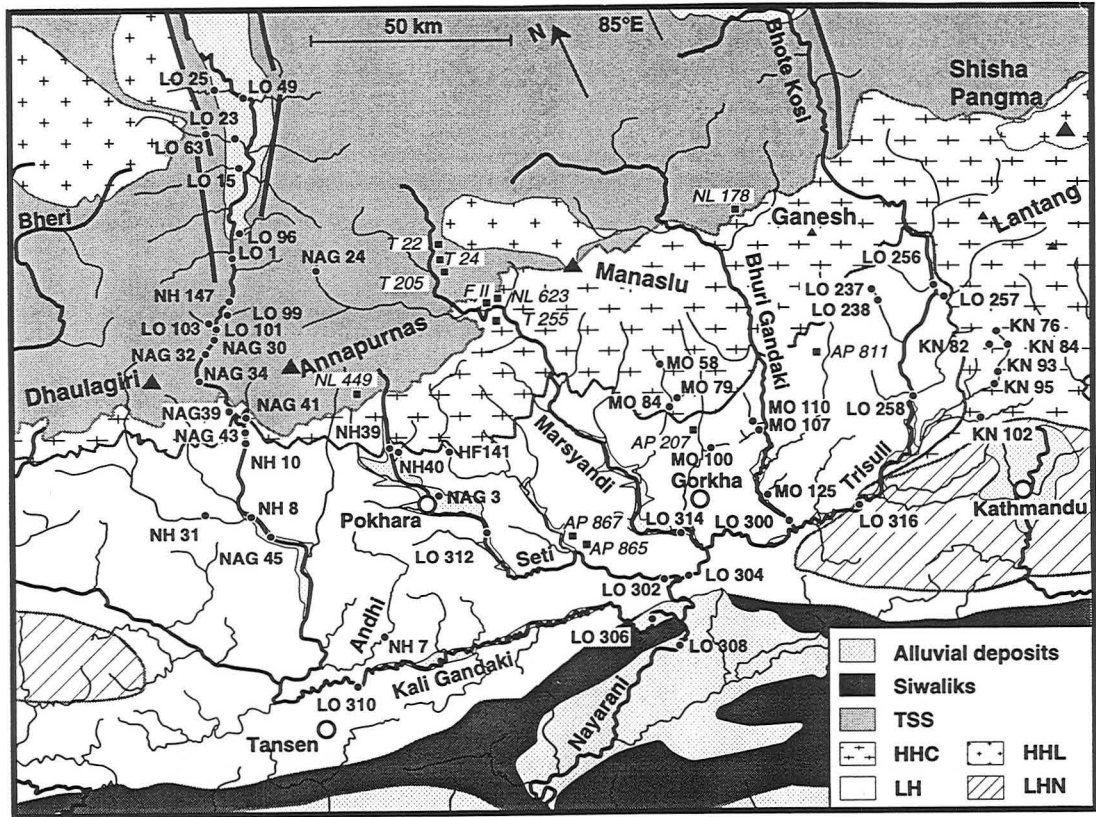 50 km
N
85°E
Bhote Kosi
Shisha
Pangma
LO 25
LO 49
LO 23
LO 63
LO 15
Bheri
LO 96
LO 1
NAG 24
T 22
T 24
T 205
NL 178
Ganesh
Lantang
LO 256
Manaslu
LO 237
LO 257
LO 238
Bhuri Gandaki
NH 147
LO 99
LO 103
LO 101
NAG 30
NAG 32
NAG 34
F II
NL 623
T 255
Annapurnas
Dhaulagiri
NL 449
KN 76
KN 82
KN 84
KN 93
KN 95
AP 811
MO 58
MO 79
MO 84
LO 258
NAG39
NAG 41
NAG 43
NH39
MO 110
MO 107
KN 102
AP 207
Marsyandi
NH 10
NH40
HF141
MO 100
Gorkha
Trisuli
NAG 3
MO 125
Kathmandu
NH 8
Pokhara
LO 316
NH 31
AP 867
LO 314
LO 300
NAG 45
AP 865
LO 312
Seti
LO 302
LO 304
Andhi
NH 7
LO 306
LO 308
Kali Gandaki
LO 310
Nayarani
Tansen
Alluvial deposits
Siwaliks
TSS
HHC
HHL
LH
LHN